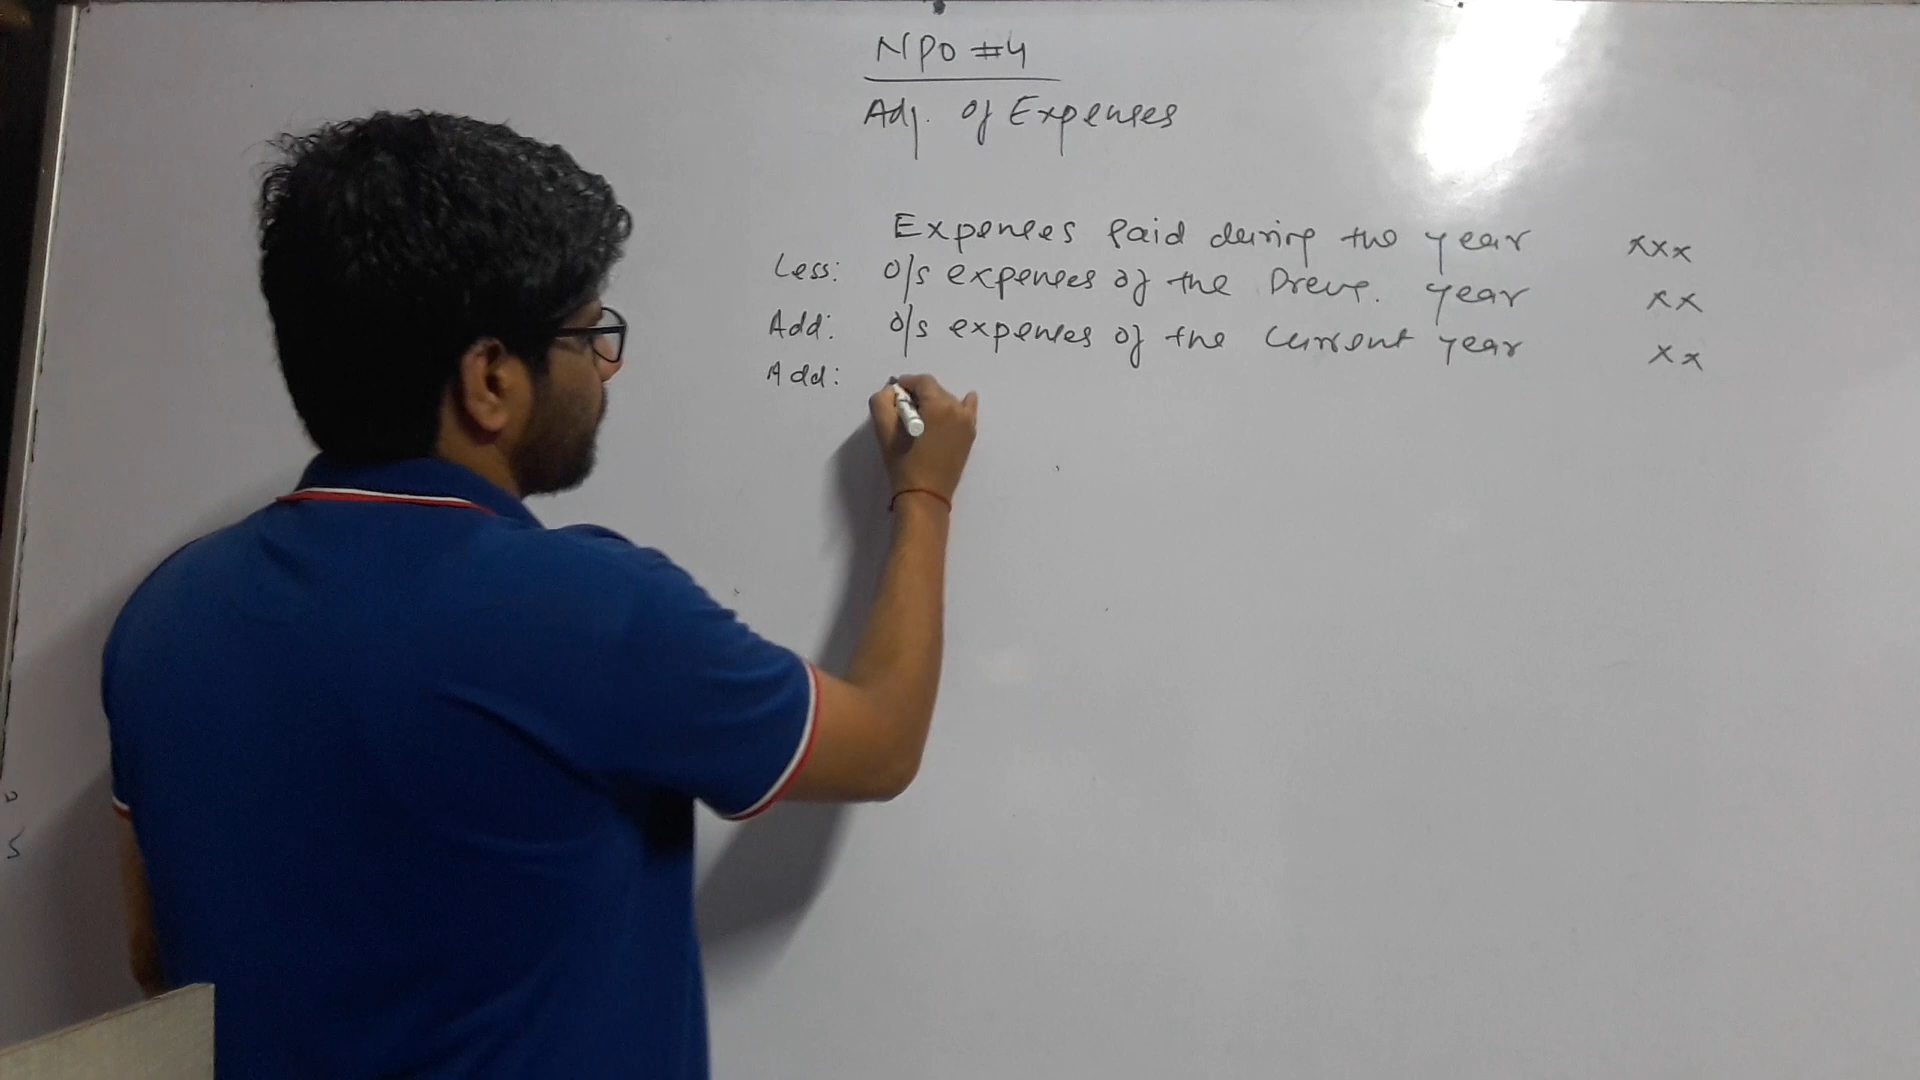 NPO #4
Adj. of Expenses
Expenses Paid during the year xxx
Less: o/s expenses of the Prev. year xx
Add: o/s expenses of the Current year xx
Add: